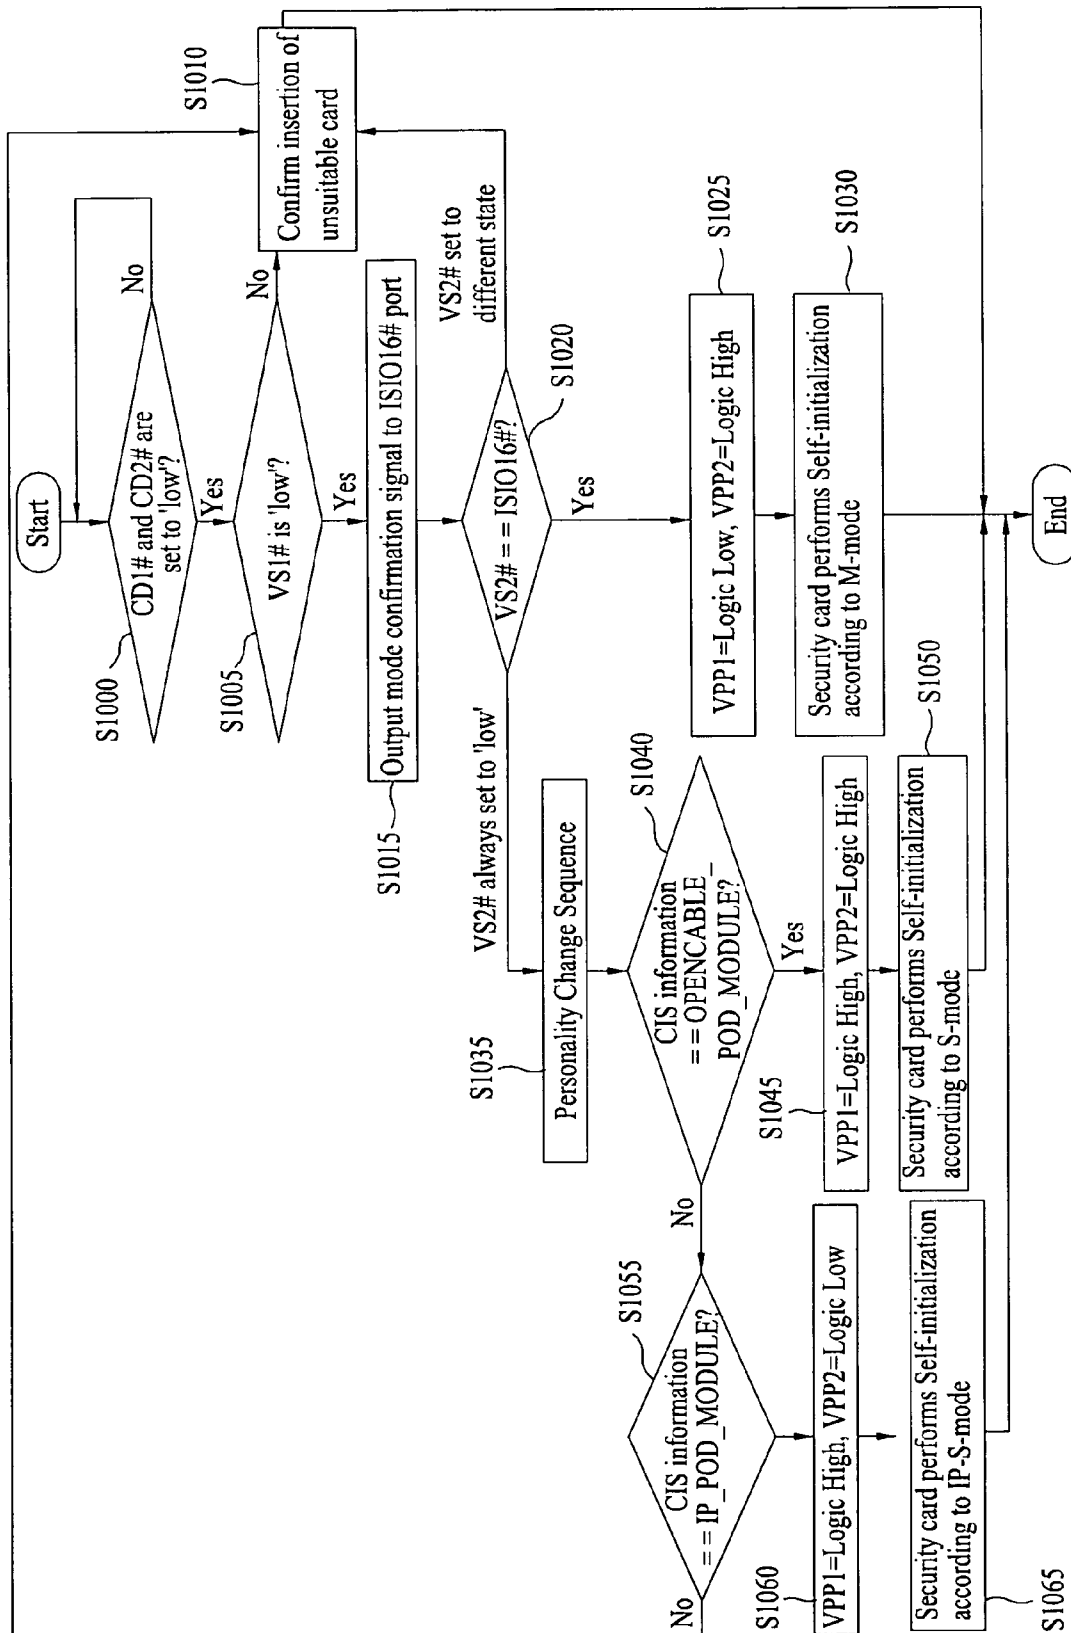 Start
S1000
CD1# and CD2# are
set to 'low'?
No
Yes
S1005
VS1# is 'low'?
No
Yes
S1010
Confirm insertion of
unsuitable card
S1015
Output mode confirmation signal to ISIO16# port
VS2# always set to 'low'
VS2# == ISIO16#?
S1020
VS2# set to
different state
Yes
S1025
VPP1=Logic Low, VPP2=Logic High
S1030
Security card performs Self-initialization
according to M-mode
S1035
Personality Change Sequence
S1040
CIS information
==OPENCABLE_
POD_MODULE?
No
Yes
S1045
VPP1=Logic High, VPP2=Logic High
S1050
Security card performs Self-initialization
according to S-mode
S1055
CIS information
== IP_POD_MODULE?
No
S1060
VPP1=Logic High, VPP2=Logic Low
Security card performs Self-initialization
according to IP-S-mode
S1065
End